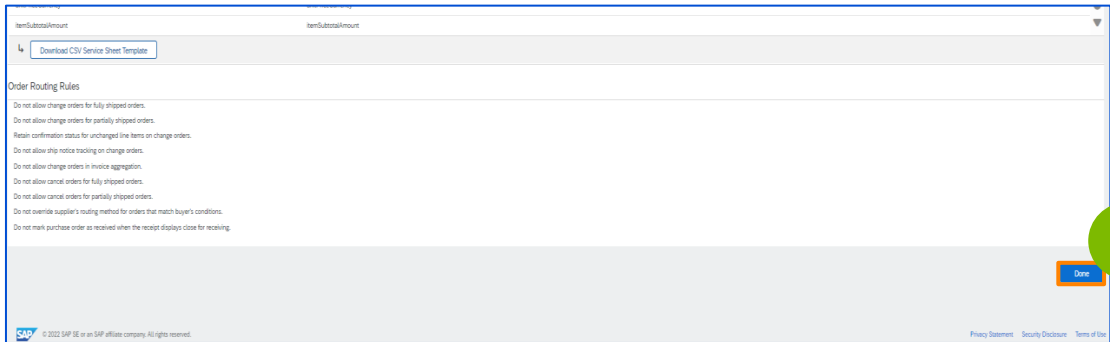 ItemSubtotalAmount ItemSubtotalAmount
Download CSV Service Sheet Template
Order Routing Rules
Do not allow change orders for fully shipped orders.
Do not allow change orders for partially shipped orders.
Retain confirmation status for unchanged line items on change orders.
Do not allow ship notice tracking on change orders.
Do not allow change orders in invoice aggregation.
Do not allow cancel orders for fully shipped orders.
Do not allow cancel orders for partially shipped orders.
Do not override supplier's routing method for orders that match buyer's conditions.
Do not mark purchase order as received when the receipt displays close for receiving.
Done
SAP © 2022 SAP SE or an SAP affiliate company. All rights reserved. Privacy Statement Security Disclosure Terms of Use